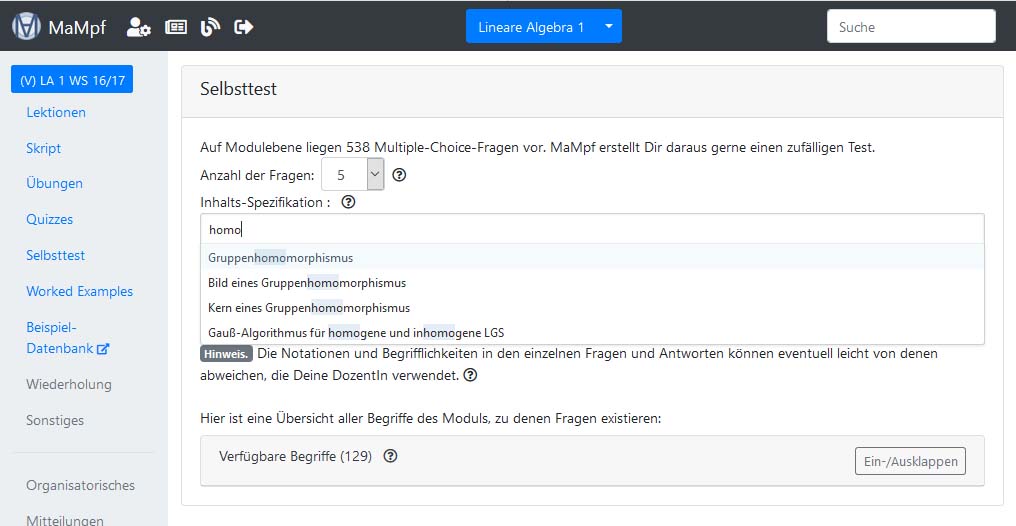 MaMpf
Lineare Algebra 1
Suche
(V) LA 1 WS 16/17
Lektionen
Skript
Übungen
Quizzes
Selbsttest
Worked Examples
Beispiel-
Datenbank
Wiederholung
Sonstiges
Organisatorisches
Mitteilungen
Selbsttest
Auf Modulebene liegen 538 Multiple-Choice-Fragen vor. MaMpf erstellt Dir daraus gerne einen zufälligen Test.
Anzahl der Fragen: 5
Inhalts-Spezifikation :
homo
Gruppenhomomorphismus
Bild eines Gruppenhomomorphismus
Kern eines Gruppenhomomorphismus
Gauß-Algorithmus für homogene und inhomogene LGS
Hinweis. Die Notationen und Begrifflichkeiten in den einzelnen Fragen und Antworten können eventuell leicht von denen
abweichen, die Deine DozentIn verwendet.
Hier ist eine Übersicht aller Begriffe des Moduls, zu denen Fragen existieren:
Verfügbare Begriffe (129)
Ein-/Ausklappen